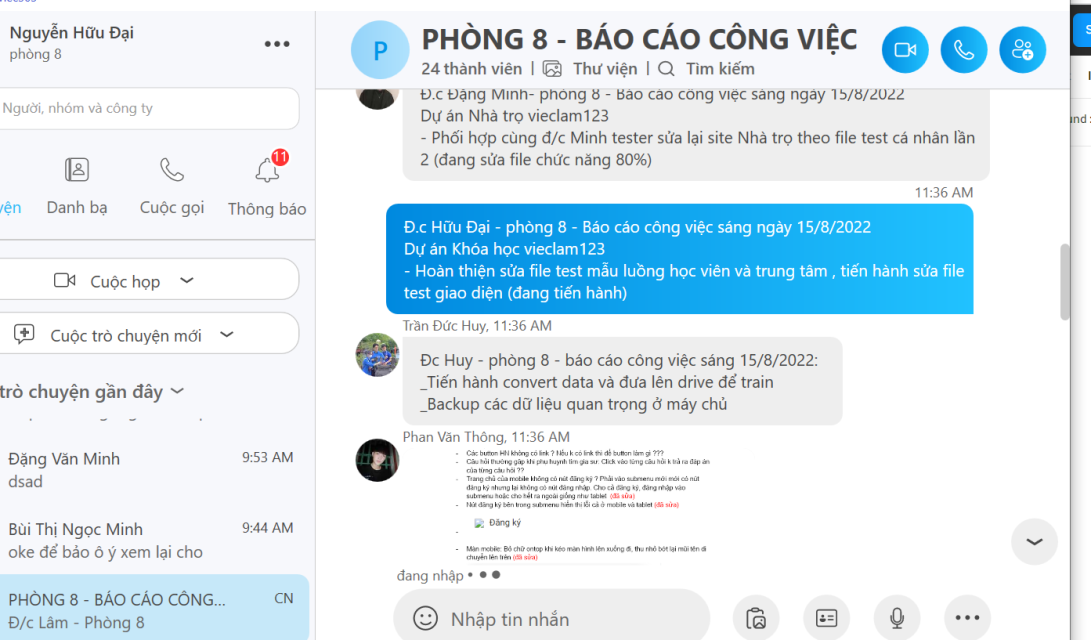 Nguyễn Hữu Đại
phòng 8
Người, nhóm và công ty
Danh bạ
Cuộc gọi
11
Thông báo
Cuộc họp
Cuộc trò chuyện mới
trò chuyện gần đây
Đặng Văn Minh
9:53 AM
dsad
Bùi Thị Ngọc Minh
9:44 AM
oke để bảo ô ý xem lại cho
PHÒNG 8 - BÁO CÁO CÔNG...
CN
Đ/c Lâm - Phòng 8
P
PHÒNG 8 - BÁO CÁO CÔNG VIỆC
24 thành viên | Thư viện | Tìm kiếm
Đ.c Đặng Minh- phòng 8 - Báo cáo công việc sáng ngày 15/8/2022
Dự án Nhà trọ vieclam123
- Phối hợp cùng đ/c Minh tester sửa lại site Nhà trọ theo file test cá nhân lần
2 (đang sửa file chức năng 80%)
11:36 AM
Đ.c Hữu Đại - phòng 8 - Báo cáo công việc sáng ngày 15/8/2022
Dự án Khóa học vieclam123
- Hoàn thiện sửa file test mẫu luồng học viên và trung tâm , tiến hành sửa file
test giao diện (đang tiến hành)
Trần Đức Huy, 11:36 AM
Đc Huy - phòng 8 - báo cáo công việc sáng 15/8/2022:
_Tiến hành convert data và đưa lên drive để train
_Backup các dữ liệu quan trọng ở máy chủ
Phan Văn Thông, 11:36 AM
- Các button HN không có link ? Nếu k có link thì để button làm gì ???
- Câu hỏi thường gặp khi phụ huynh tìm gia sư: Click vào từng câu hỏi k trả ra đáp án
của từng câu hỏi ??
- Trang chủ của mobile không có nút đăng ký ? Phải vào submenu mới mới có nút
đăng ký nhưng lại không có nút đăng nhập. Cho cả đăng ký, đăng nhập vào
submenu hoặc cho hết ra ngoài giống như tablet (đã sửa)
- Nút đăng ký bên trong submenu hiển thị lỗi cả ở mobile và tablet (đã sửa)
Đăng ký
-
- Màn mobile: Bỏ chữ ontop khi kéo màn hình lên xuống đi, thu nhỏ bớt lại mũi tên di
chuyển lên trên (đã sửa)
đang nhập
Nhập tin nhắn